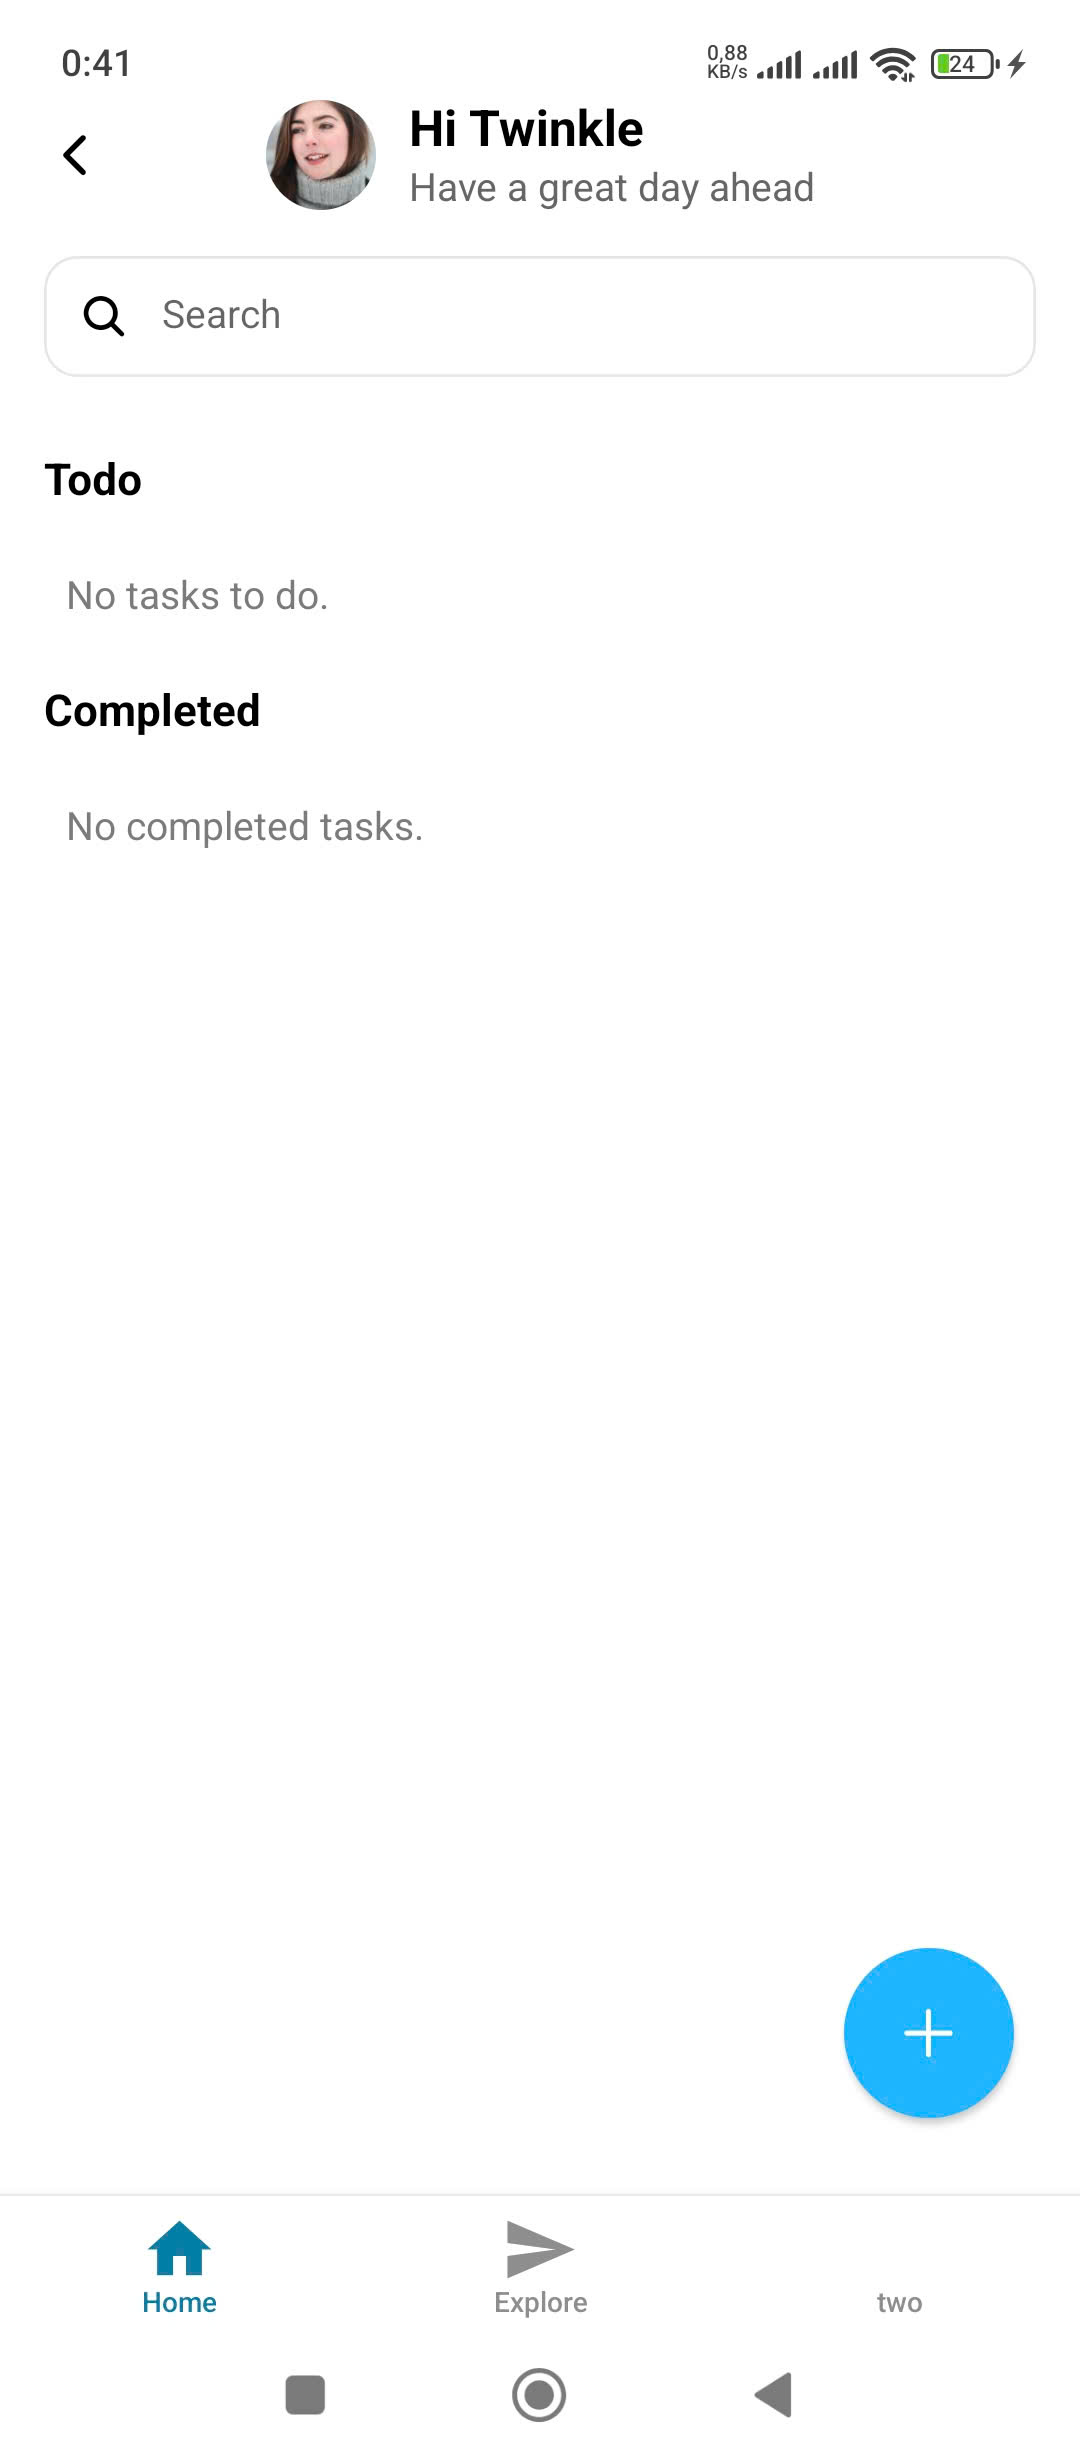 0:41
0,88
KB/s
24
Hi Twinkle
Have a great day ahead
Search
Todo
No tasks to do.
Completed
No completed tasks.
Home
Explore
two